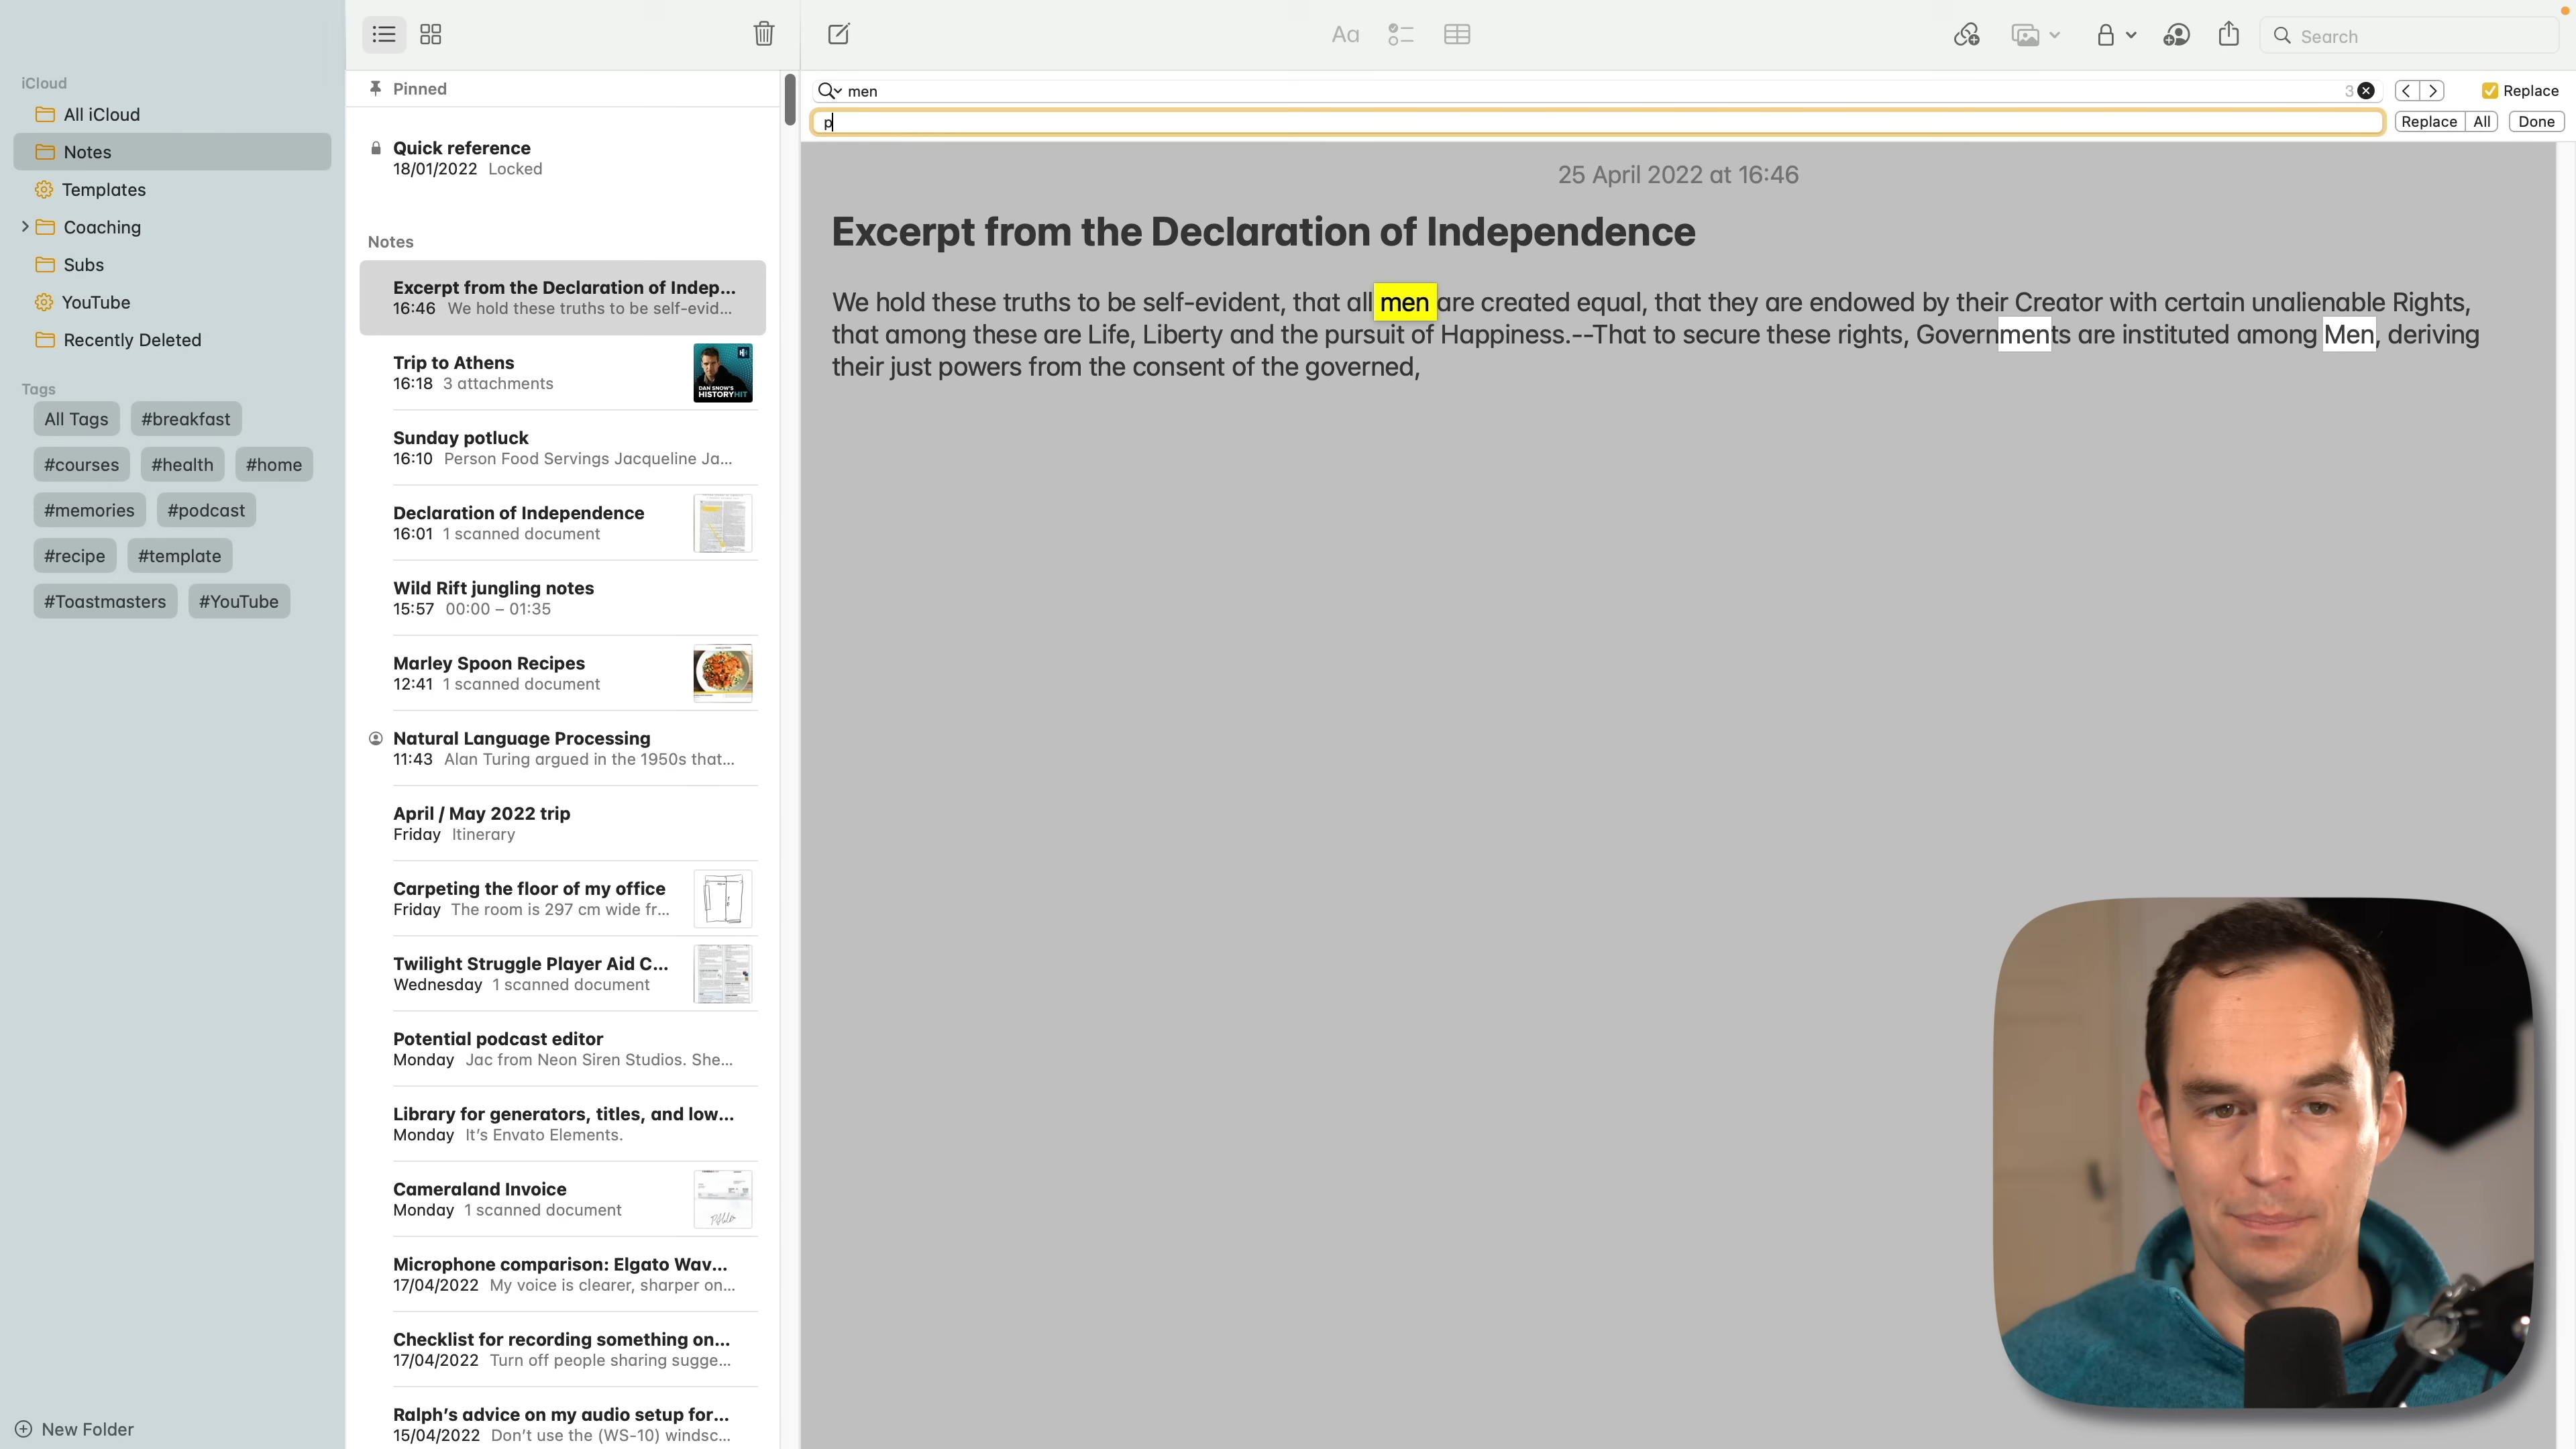 iCloud
All iCloud
Notes
Templates
Coaching
Subs
YouTube
Recently Deleted
Tags
All Tags
#breakfast
#courses
#health
#home
#memories
#podcast
#recipe
#template
#Toastmasters
#YouTube
New Folder
Pinned
Quick reference
18/01/2022 Locked
Notes
Excerpt from the Declaration of Indep...
16:46 We hold these truths to be self-evid...
Trip to Athens
16:18 3 attachments
DAN SNOW'S
HISTORYHIT
Sunday potluck
16:10 Person Food Servings Jacqueline Ja...
Declaration of Independence
16:01 1 scanned document
Wild Rift jungling notes
15:57 00:00 – 01:35
Marley Spoon Recipes
12:41 1 scanned document
Natural Language Processing
11:43 Alan Turing argued in the 1950s that...
April / May 2022 trip
Friday Itinerary
Carpeting the floor of my office
Friday The room is 297 cm wide fr...
Twilight Struggle Player Aid C...
Wednesday 1 scanned document
Potential podcast editor
Monday Jac from Neon Siren Studios. She...
Library for generators, titles, and low...
Monday It's Envato Elements.
Cameraland Invoice
Monday 1 scanned document
Microphone comparison: Elgato Wav...
17/04/2022 My voice is clearer, sharper on...
Checklist for recording something on...
17/04/2022 Turn off people sharing sugge...
Ralph's advice on my audio setup for...
15/04/2022 Don't use the (WS-10) windsc...
Aa
Search
men
3
Replace
p
Replace
All
Done
25 April 2022 at 16:46
Excerpt from the Declaration of Independence
We hold these truths to be self-evident, that all men are created equal, that they are endowed by their Creator with certain unalienable Rights,
that among these are Life, Liberty and the pursuit of Happiness.--That to secure these rights, Governments are instituted among Men, deriving
their just powers from the consent of the governed,